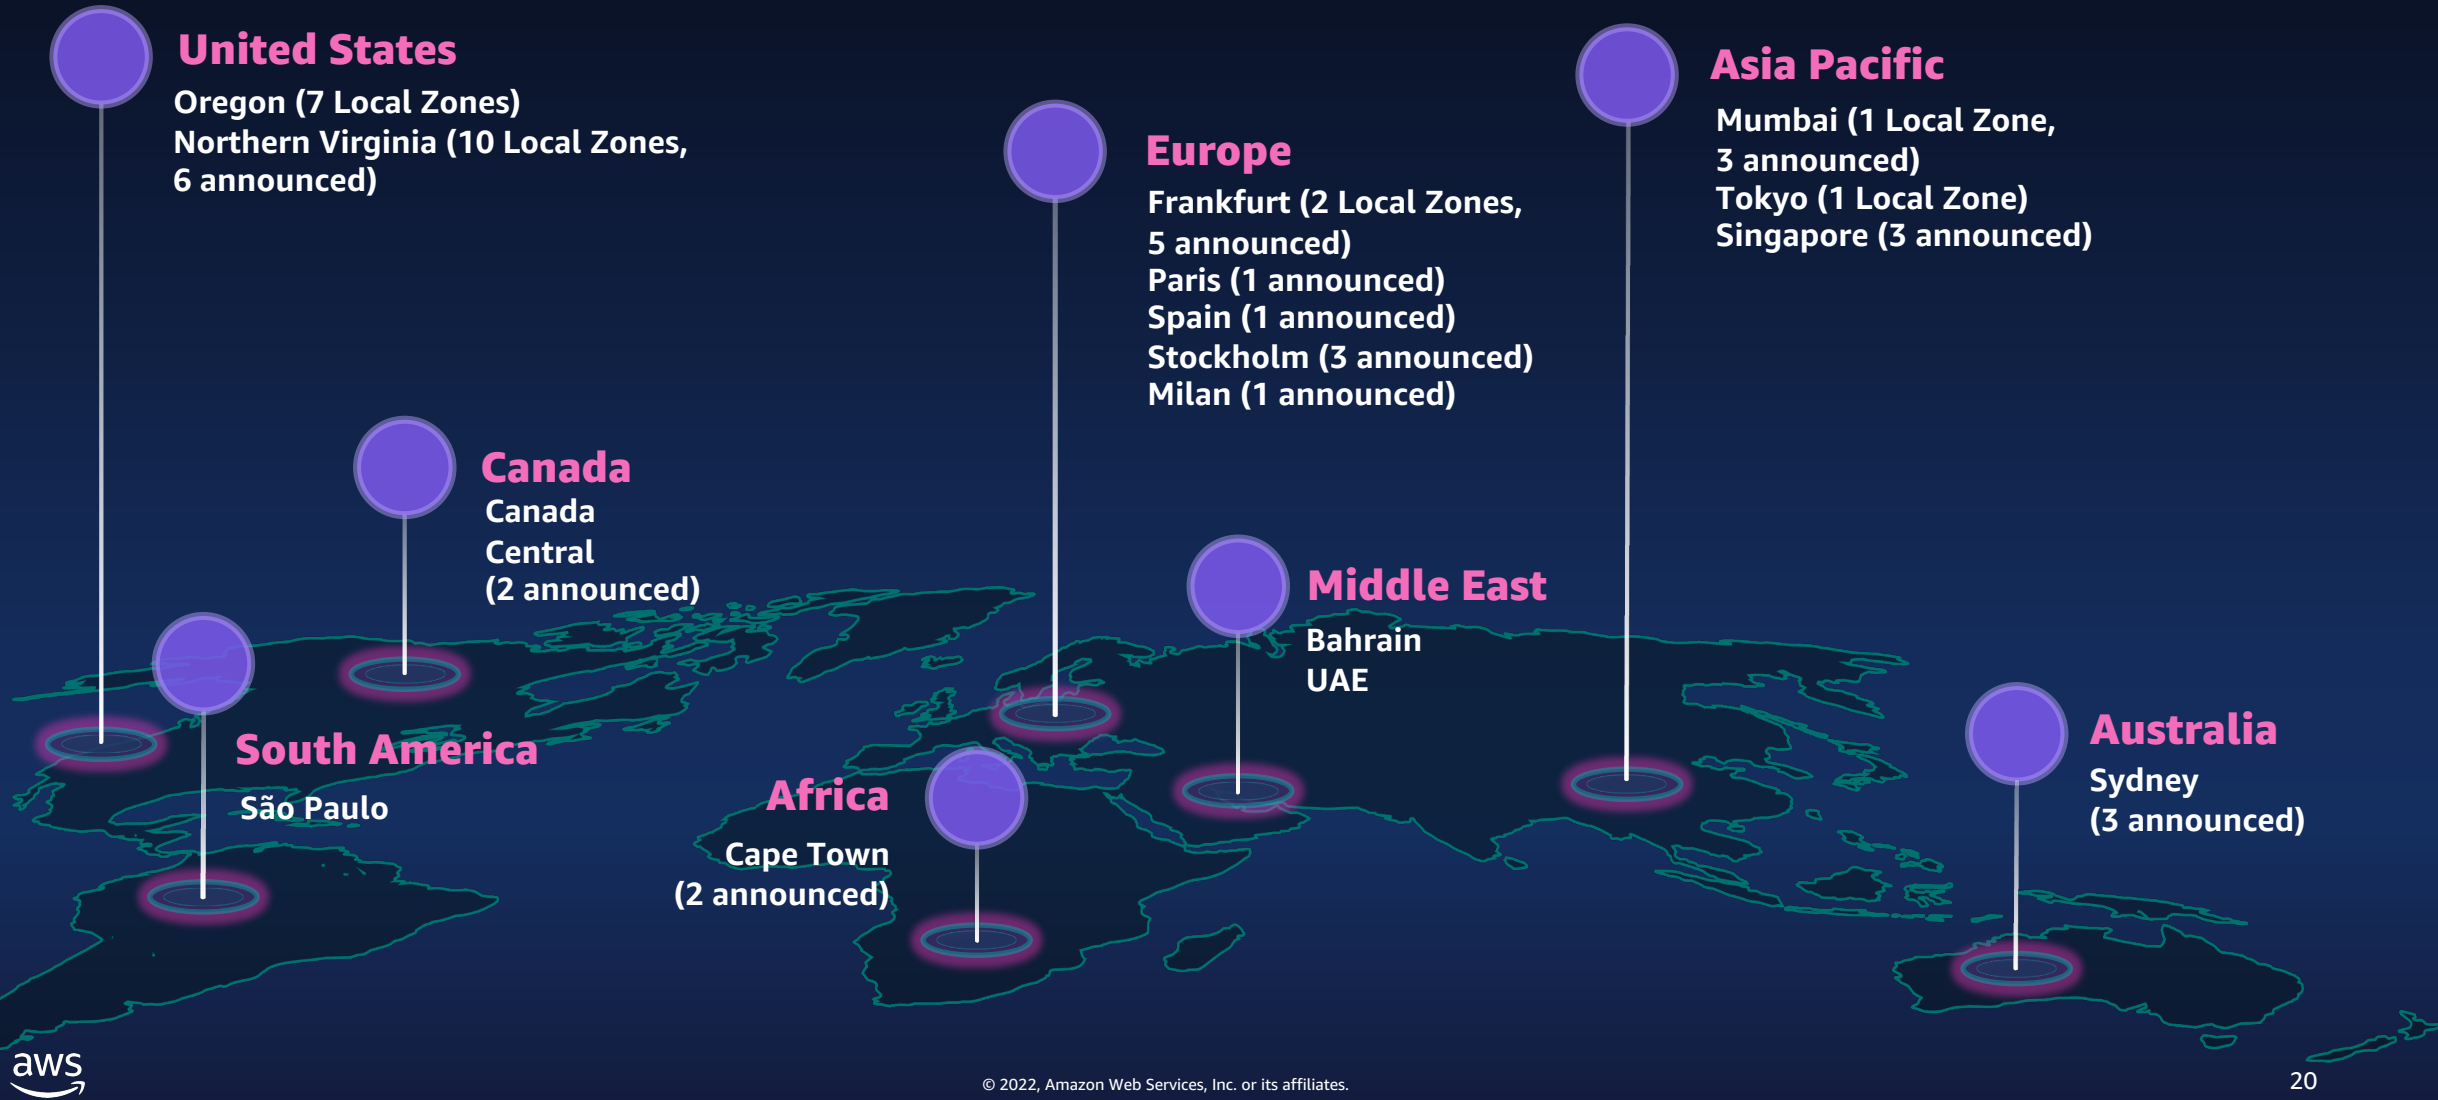 United States
Oregon (7 Local Zones)
Northern Virginia (10 Local Zones,
6 announced)
Canada
Canada
Central
(2 announced)
South America
São Paulo
Europe
Frankfurt (2 Local Zones,
5 announced)
Paris (1 announced)
Spain (1 announced)
Stockholm (3 announced)
Milan (1 announced)
Africa
Cape Town
(2 announced)
Middle East
Bahrain
UAE
Asia Pacific
Mumbai (1 Local Zone,
3 announced)
Tokyo (1 Local Zone)
Singapore (3 announced)
Australia
Sydney
(3 announced)
aws
© 2022, Amazon Web Services, Inc. or its affiliates.
20